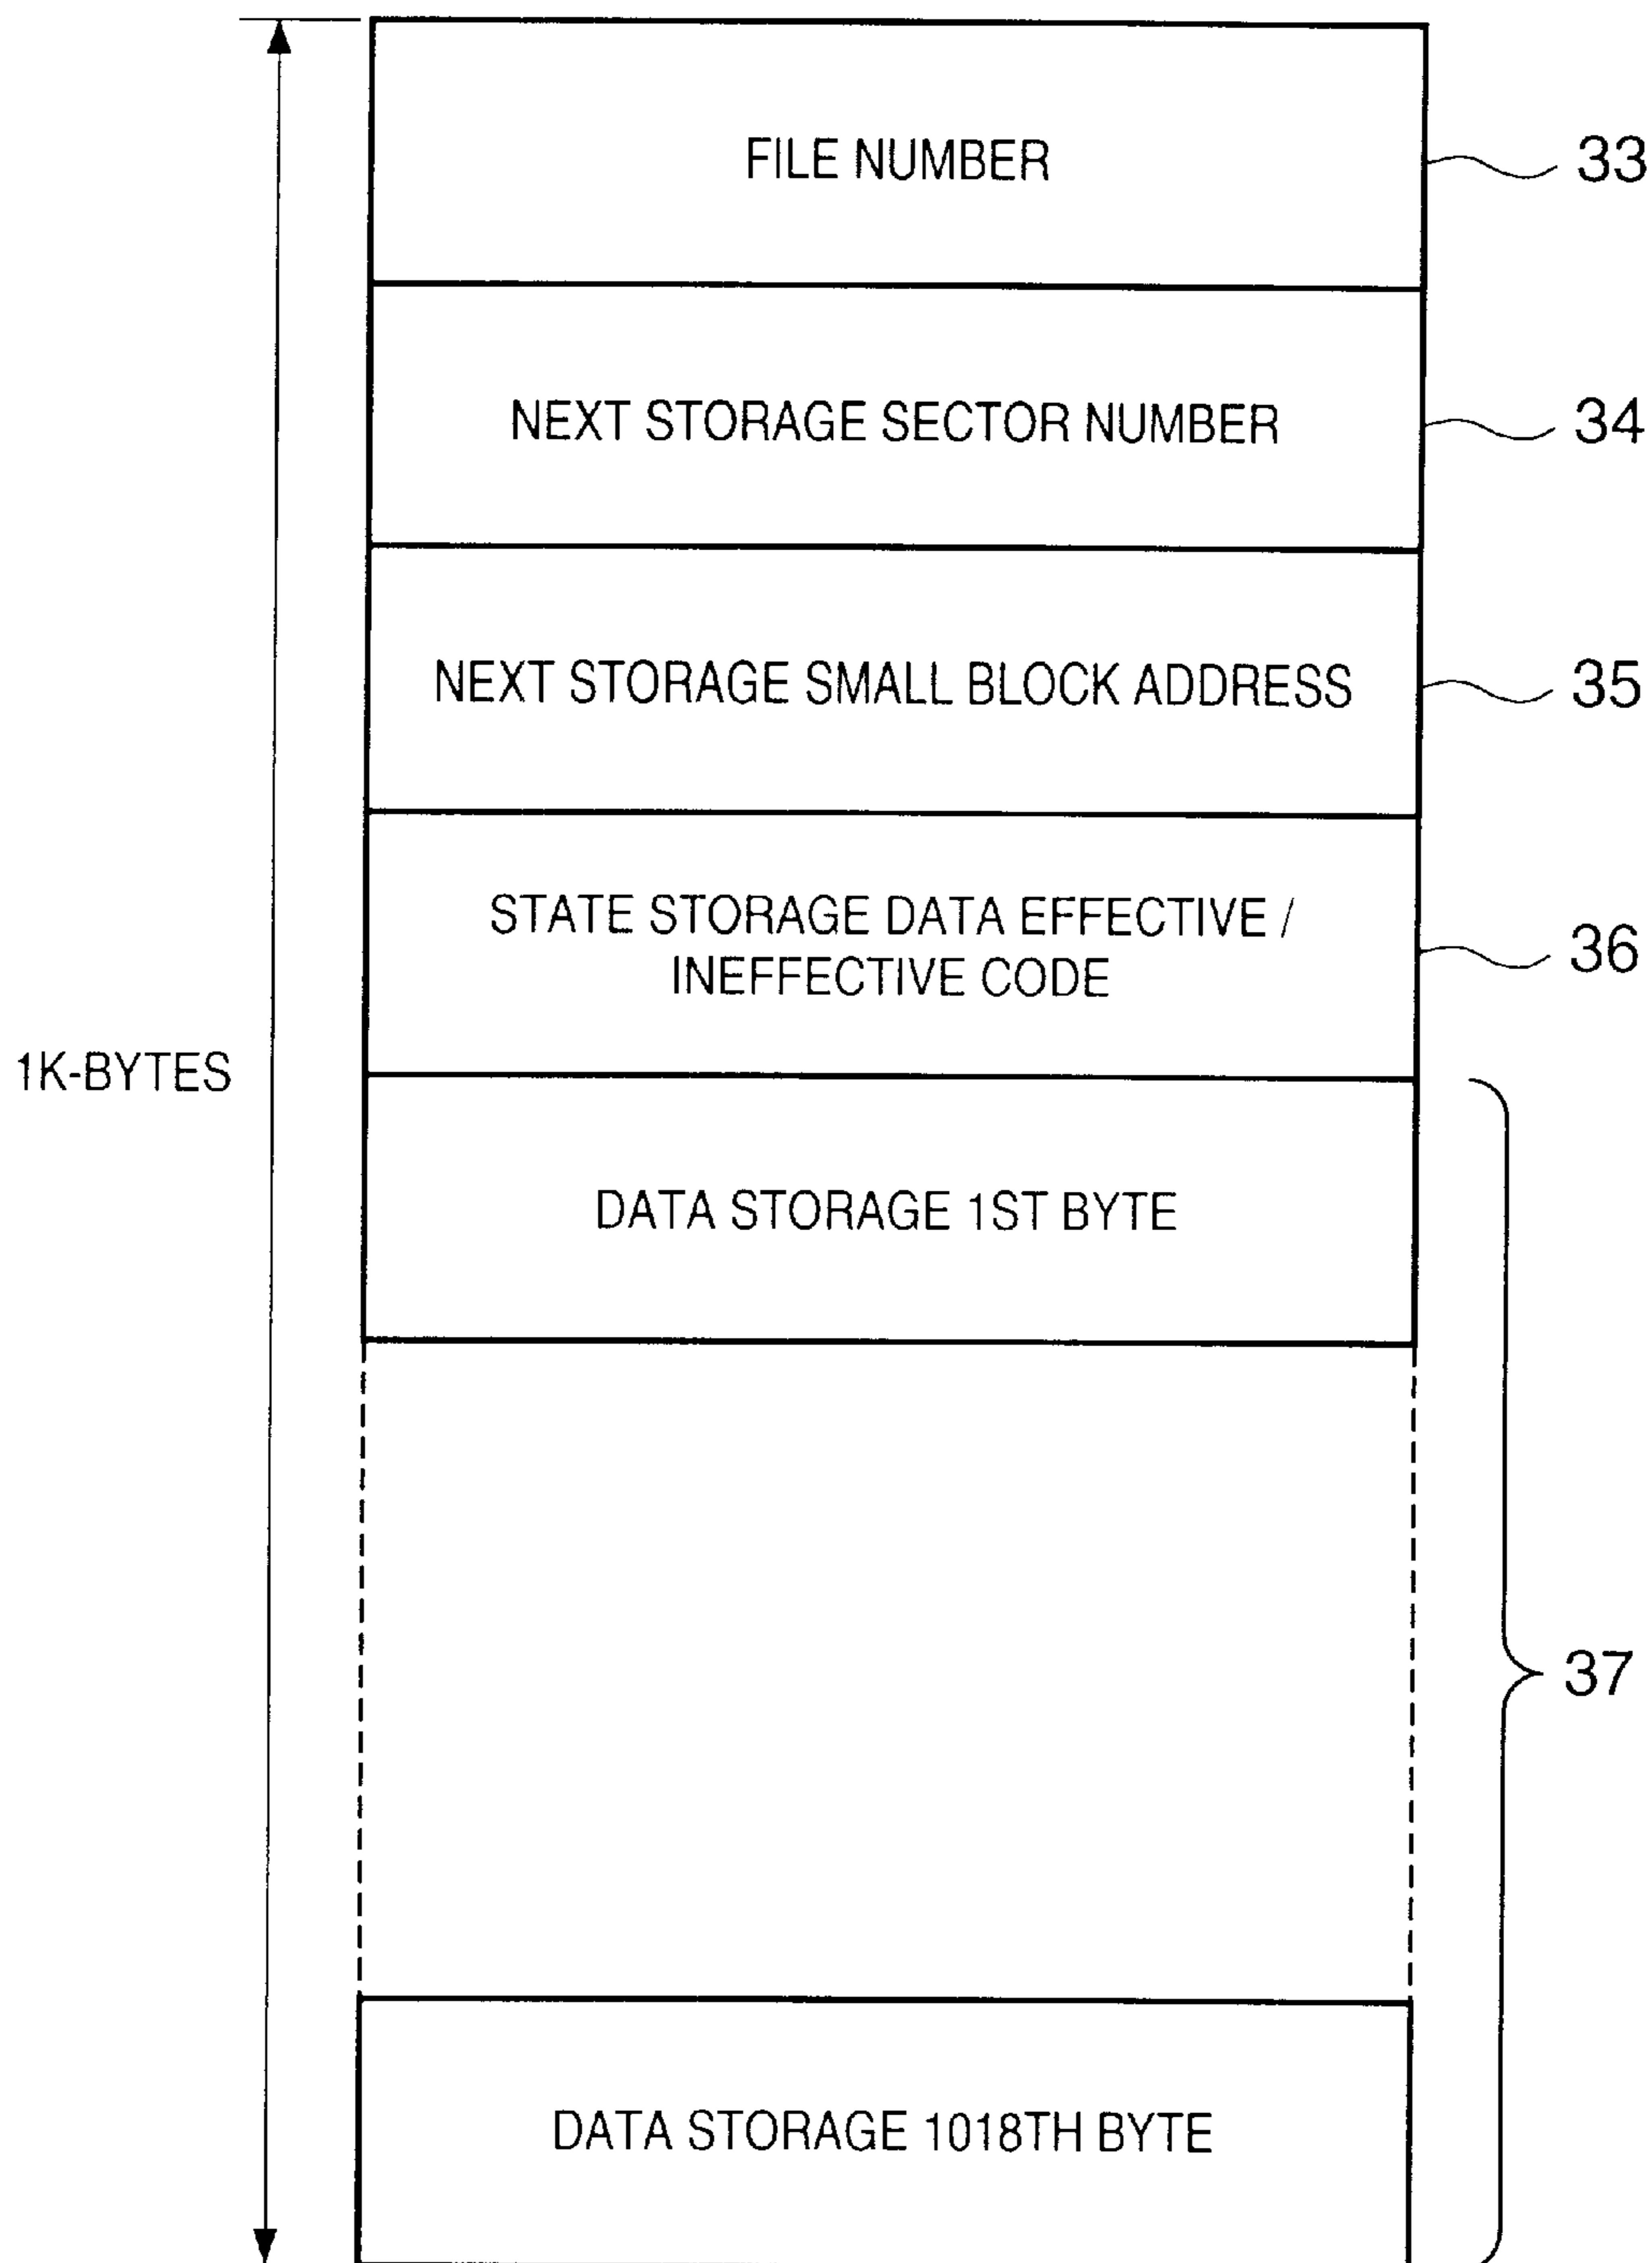 FILE NUMBER
33
NEXT STORAGE SECTOR NUMBER
34
NEXT STORAGE SMALL BLOCK ADDRESS
35
STATE STORAGE DATA EFFECTIVE /
INEFFECTIVE CODE
36
1K-BYTES
DATA STORAGE 1ST BYTE
37
DATA STORAGE 1018TH BYTE